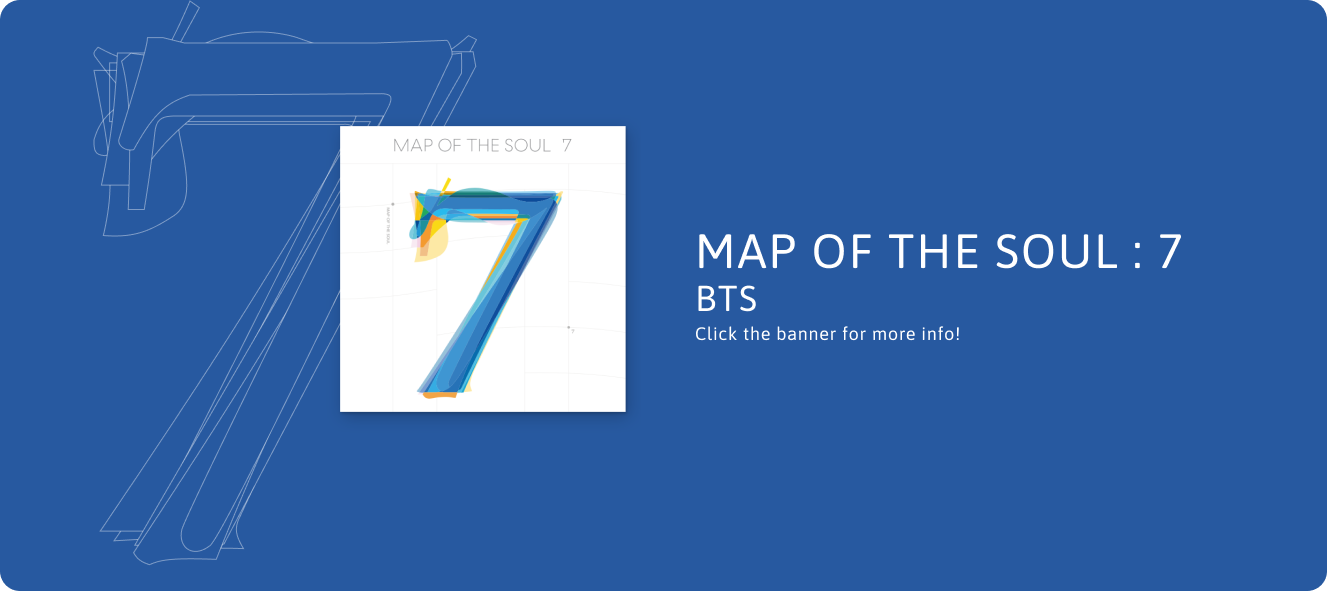 MAP OF THE SOUL 7
MAP OF THE SOUL : 7
BTS
Click the banner for more info!